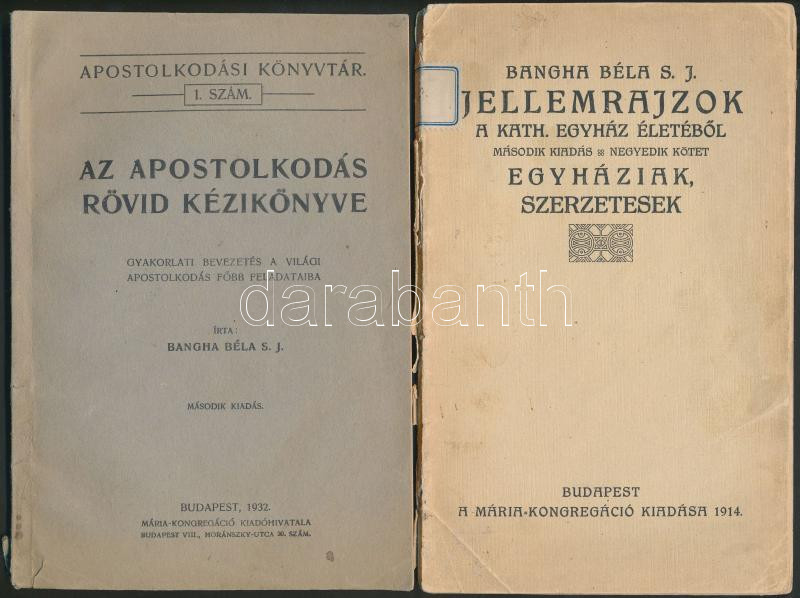 APOSTOLKODÁSI KÖNYVTÁR.
1. SZÁM.
AZ APOSTOLKODÁS
RÖVID KÉZIKÖNYVE
GYAKORLATI BEVEZETÉS A VILÁGI
APOSTOLKODÁS FŐBB FELADATAIBA
ÍRTA:
BANGHA BÉLA S. J.
MÁSODIK KIADÁS.
BUDAPEST, 1932.
MÁRIA-KONGREGÁCIÓ KIADÓHIVATALA
BUDAPEST VIII., HORÁNSZKY-UTCA 20. SZÁM.
BANGHA BÉLA S. J.
JELLEMRAJZOK
A KATH. EGYHÁZ ÉLETÉBŐL
MÁSODIK KIADÁS NEGYEDIK KÖTET
EGYHÁZIAK,
SZERZETESEK
BUDAPEST
A MÁRIA-KONGREGÁCIÓ KIADÁSA 1914.
darabanth